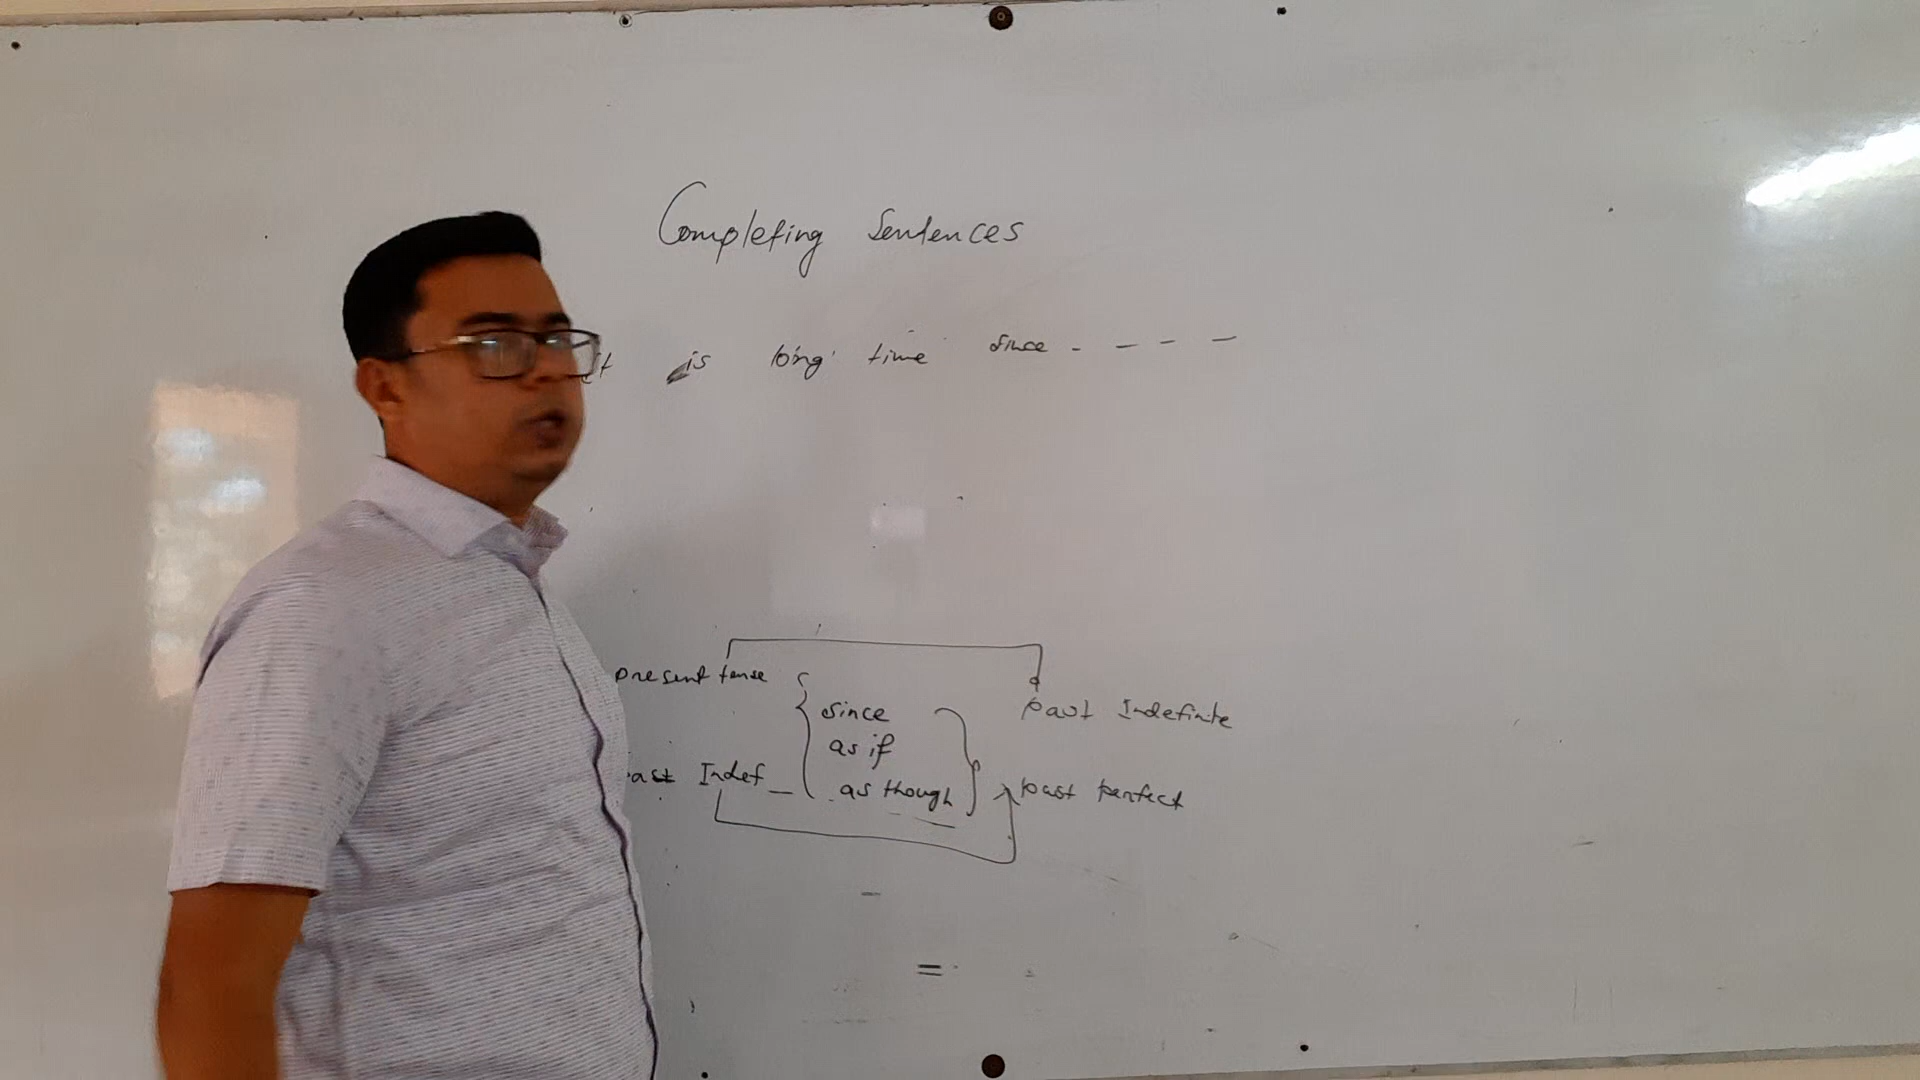 Completing Sentences
it is long time since - - - -
present tense
since
past Indefinite
as if
ast Indef
as though
past perfect
=